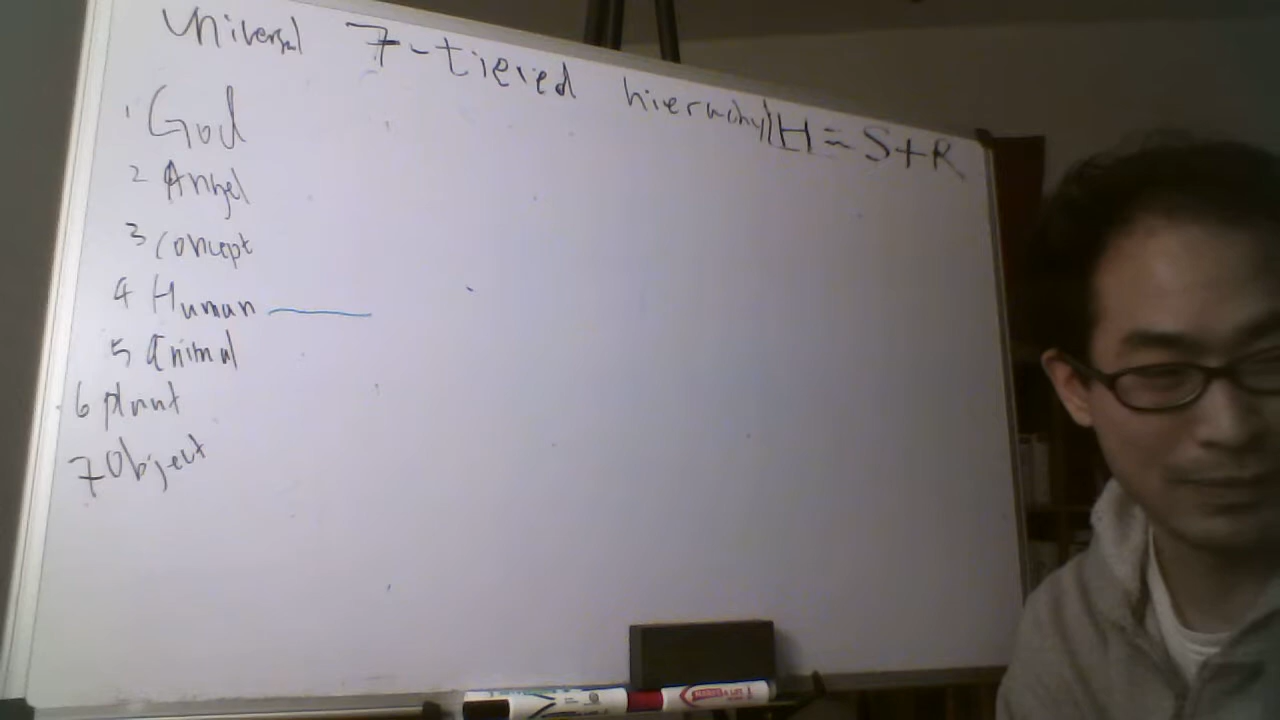 Universal 7-tiered hierarchy H = S+R
1 God
2 Angel
3 Concept
4 Human
5 Animal
6 plant
7 Object